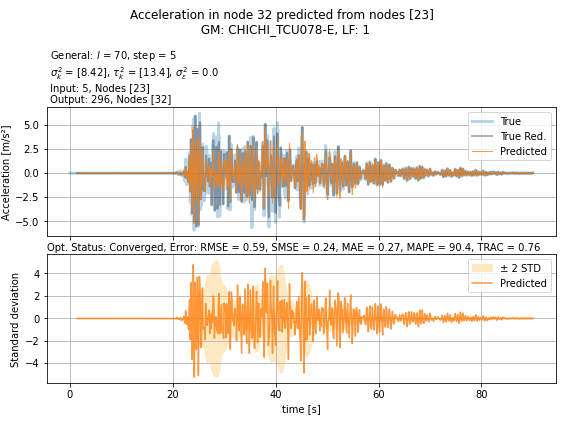 Acceleration in node 32 predicted from nodes [23]
GM: CHICHI_TCU078-E, LF: 1
General: l = 70, step = 5
σ²ₖ = [8.42], τ²ₖ = [13.4], σ²ε = 0.0
Input: 5, Nodes [23]
Output: 296, Nodes [32]
Acceleration [m/s²]
5.0
2.5
0.0
−2.5
−5.0
True
True Red.
Predicted
Opt. Status: Converged, Error: RMSE = 0.59, SMSE = 0.24, MAE = 0.27, MAPE = 90.4, TRAC = 0.76
Standard deviation
4
2
0
−2
−4
± 2 STD
Predicted
0
20
40
60
80
time [s]